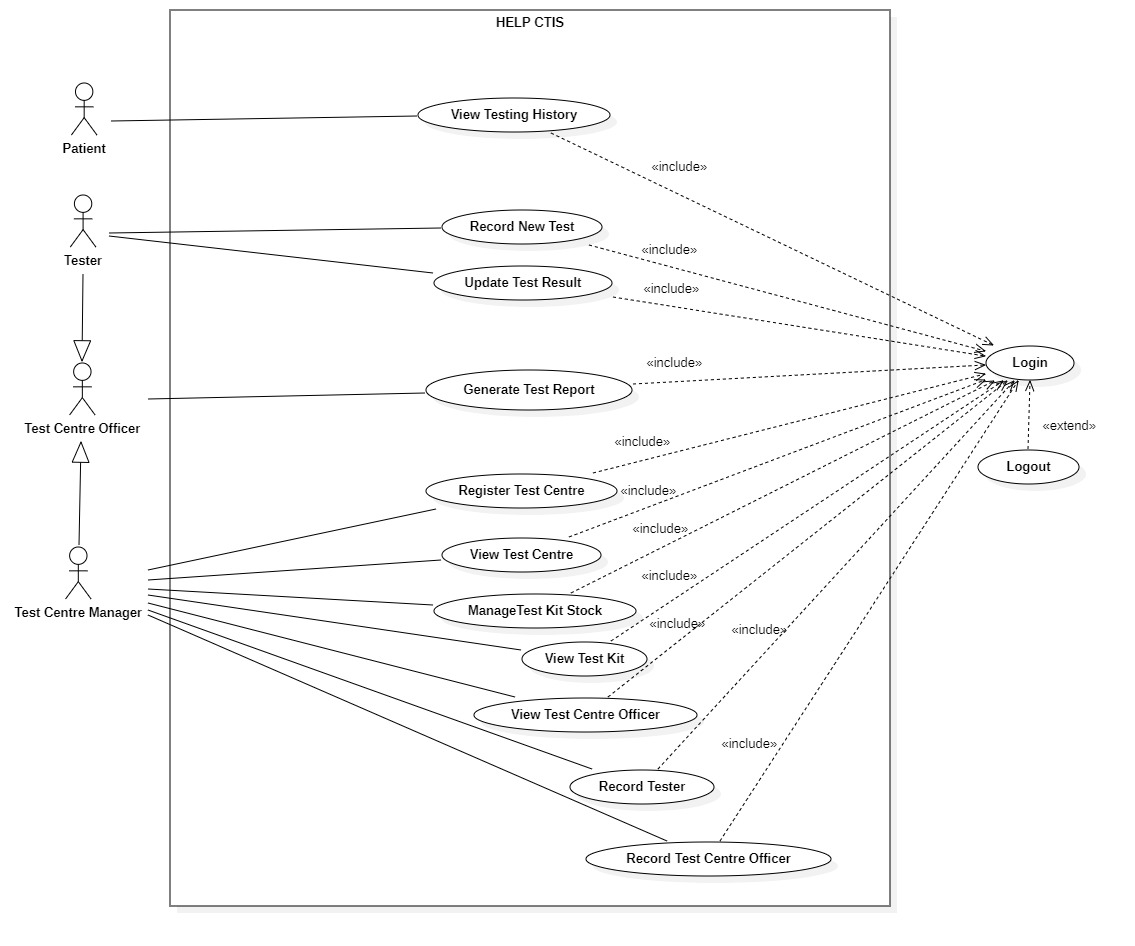 HELP CTIS
Patient
View Testing History
«include»
Tester
Record New Test
«include»
Update Test Result
«include»
Login
«include»
Generate Test Report
Test Centre Officer
«extend»
«include»
Logout
Register Test Centre
«include»
«include»
View Test Centre
«include»
Test Centre Manager
ManageTest Kit Stock
«include»
«include»
View Test Kit
View Test Centre Officer
«include»
Record Tester
Record Test Centre Officer